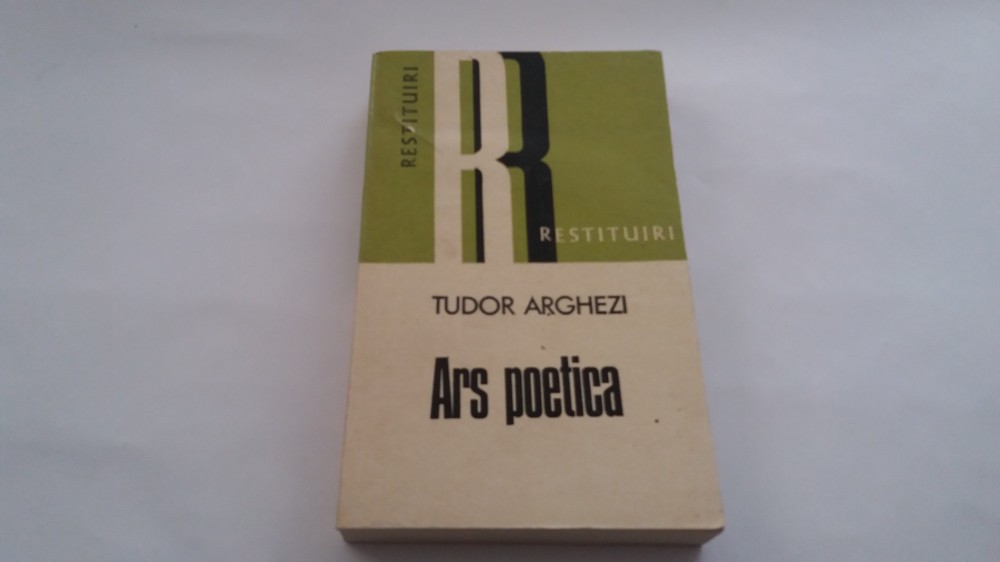 RESTITUIRI
R
RESTITUIRI
TUDOR ARGHEZI
Ars poetica